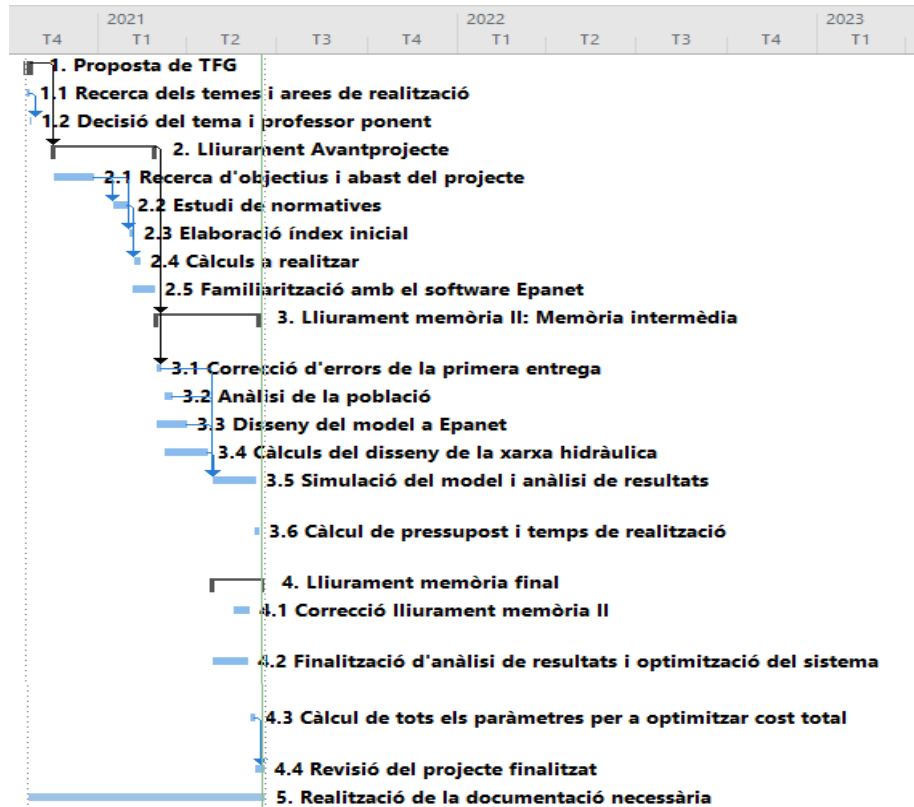 2021 2022 2023
T4 T1 T2 T3 T4 T1 T2 T3 T4 T1
1. Proposta de TFG
1.1 Recerca dels temes i arees de realització
1.2 Decisió del tema i professor ponent
2. Lliurament Avantprojecte
2.1 Recerca d'objectius i abast del projecte
2.2 Estudi de normatives
2.3 Elaboració índex inicial
2.4 Càlculs a realitzar
2.5 Familiarització amb el software Epanet
3. Lliurament memòria II: Memòria intermèdia
3.1 Correcció d'errors de la primera entrega
3.2 Anàlisi de la població
3.3 Disseny del model a Epanet
3.4 Càlculs del disseny de la xarxa hidràulica
3.5 Simulació del model i anàlisi de resultats
3.6 Càlcul de pressupost i temps de realització
4. Lliurament memòria final
4.1 Correcció lliurament memòria II
4.2 Finalització d'anàlisi de resultats i optimització del sistema
4.3 Càlcul de tots els paràmetres per a optimitzar cost total
4.4 Revisió del projecte finalitzat
5. Realització de la documentació necessària